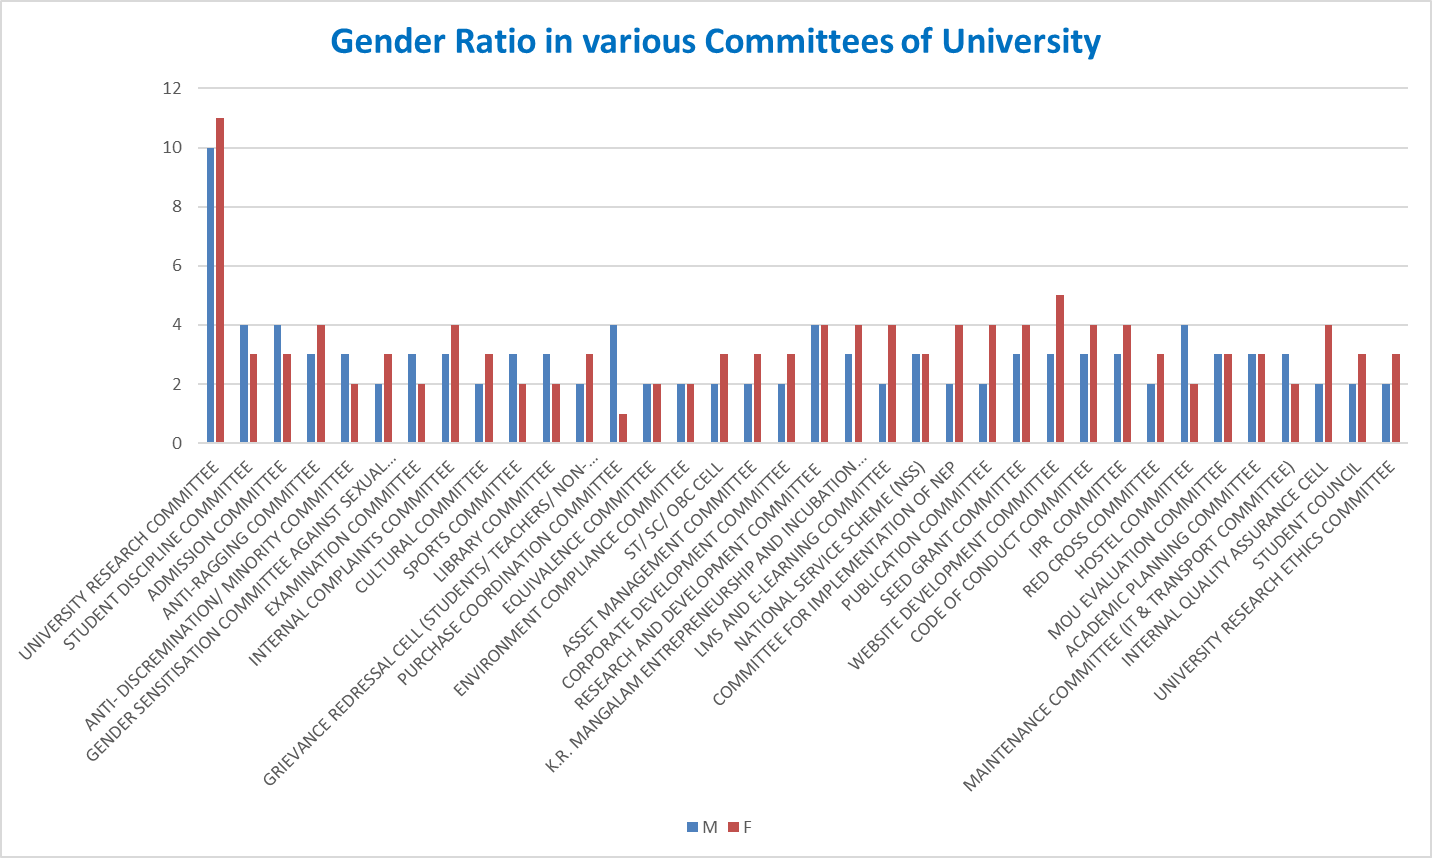 Gender Ratio in various Committees of University
12
10
8
6
4
2
0
UNIVERSITY RESEARCH COMMITTEE
STUDENT DISCIPLINE COMMITTEE
ADMISSION COMMITTEE
ANTI-RAGGING COMMITTEE
ANTI- DISCREMINATION/ MINORITY COMMITTEE
GENDER SENSITISATION COMMITTEE AGAINST SEXUAL...
EXAMINATION COMMITTEE
INTERNAL COMPLAINTS COMMITTEE
CULTURAL COMMITTEE
SPORTS COMMITTEE
LIBRARY COMMITTEE
GRIEVANCE REDRESSAL CELL (STUDENTS/ TEACHERS/ NON-...
PURCHASE COORDINATION COMMITTEE
EQUIVALENCE COMMITTEE
ENVIRONMENT COMPLIANCE COMMITTEE
ST/ SC/ OBC CELL
ASSET MANAGEMENT COMMITTEE
CORPORATE DEVELOPMENT COMMITTEE
RESEARCH AND DEVELOPMENT COMMITTEE
K.R. MANGALAM ENTREPRENEURSHIP AND INCUBATION...
LMS AND E-LEARNING COMMITTEE
NATIONAL SERVICE SCHEME (NSS)
COMMITTEE FOR IMPLEMENTATION OF NEP
PUBLICATION COMMITTEE
SEED GRANT COMMITTEE
WEBSITE DEVELOPMENT COMMITTEE
CODE OF CONDUCT COMMITTEE
IPR  COMMITTEE
RED CROSS COMMITTEE
HOSTEL COMMITTEE
MOU EVALUATION COMMITTEE
ACADEMIC PLANNING COMMITTEE
MAINTENANCE COMMITTEE (IT & TRANSPORT COMMITTEE)
INTERNAL QUALITY ASSURANCE CELL
STUDENT COUNCIL
UNIVERSITY RESEARCH ETHICS COMMITTEE
M F